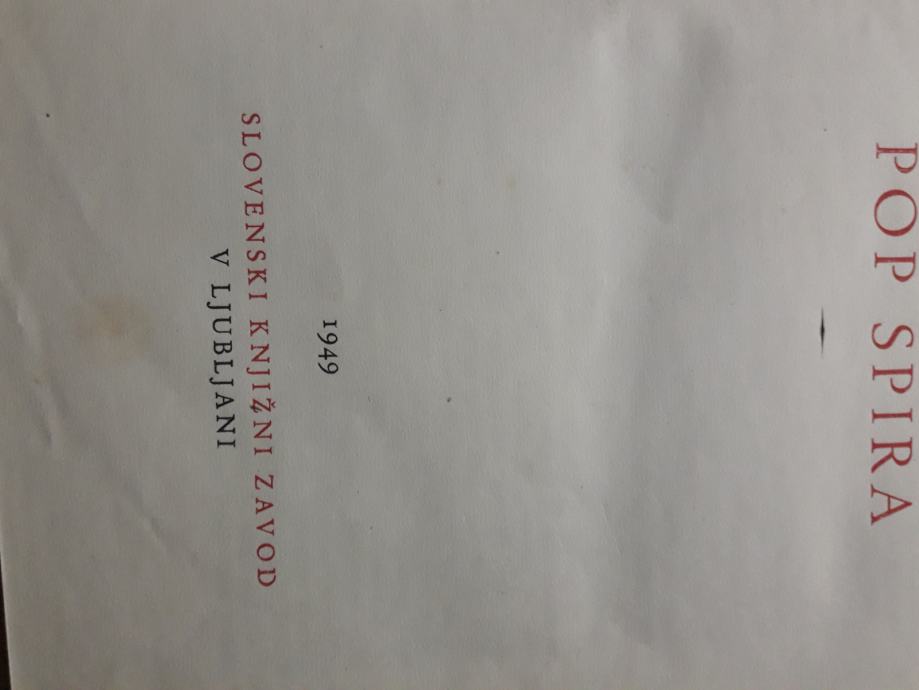 POP SPIRA
1949
SLOVENSKI KNJIŽNI ZAVOD
V LJUBLJANI